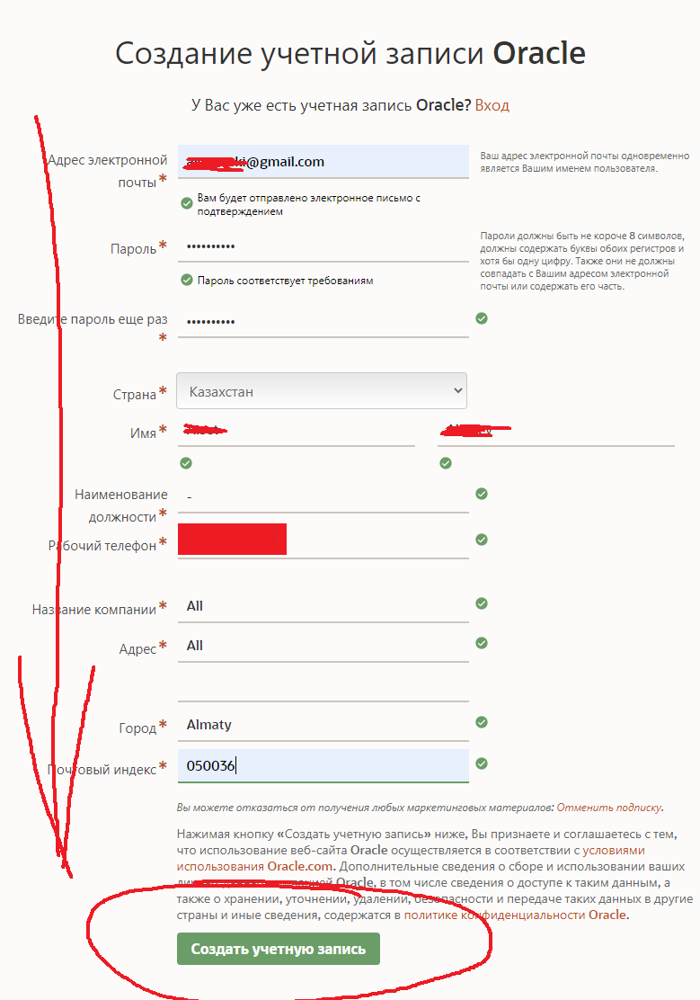 Создание учетной записи Oracle
У Вас уже есть учетная запись Oracle? Вход
Адрес электронной
почты *
ki@gmail.com
Ваш адрес электронной почты одновременно
является Вашим именем пользователя.
Вам будет отправлено электронное письмо с
подтверждением
Пароль *
••••••••••
Пароли должны быть не короче 8 символов,
должны содержать буквы обоих регистров и
хотя бы одну цифру. Также они не должны
совпадать с Вашим адресом электронной
почты или содержать его часть.
Пароль соответствует требованиям
Введите пароль еще раз
*
••••••••••
Страна *
Казахстан
Имя *
Наименование
должности *
-
Рабочий телефон *
Название компании *
All
Адрес *
All
Город *
Almaty
Почтовый индекс *
050036
Вы можете отказаться от получения любых маркетинговых материалов: Отменить подписку.
Нажимая кнопку «Создать учетную запись» ниже, Вы признаете и соглашаетесь с тем,
что использование веб-сайта Oracle осуществляется в соответствии с условиями
использования Oracle.com. Дополнительные сведения о сборе и использовании ваших
Oracle, в том числе сведения о доступе к таким данным, а
также о хранении, уточнении, удалении, безопасности и передаче таких данных в другие
страны и иные сведения, содержатся в политике конфиденциальности Oracle.
Создать учетную запись